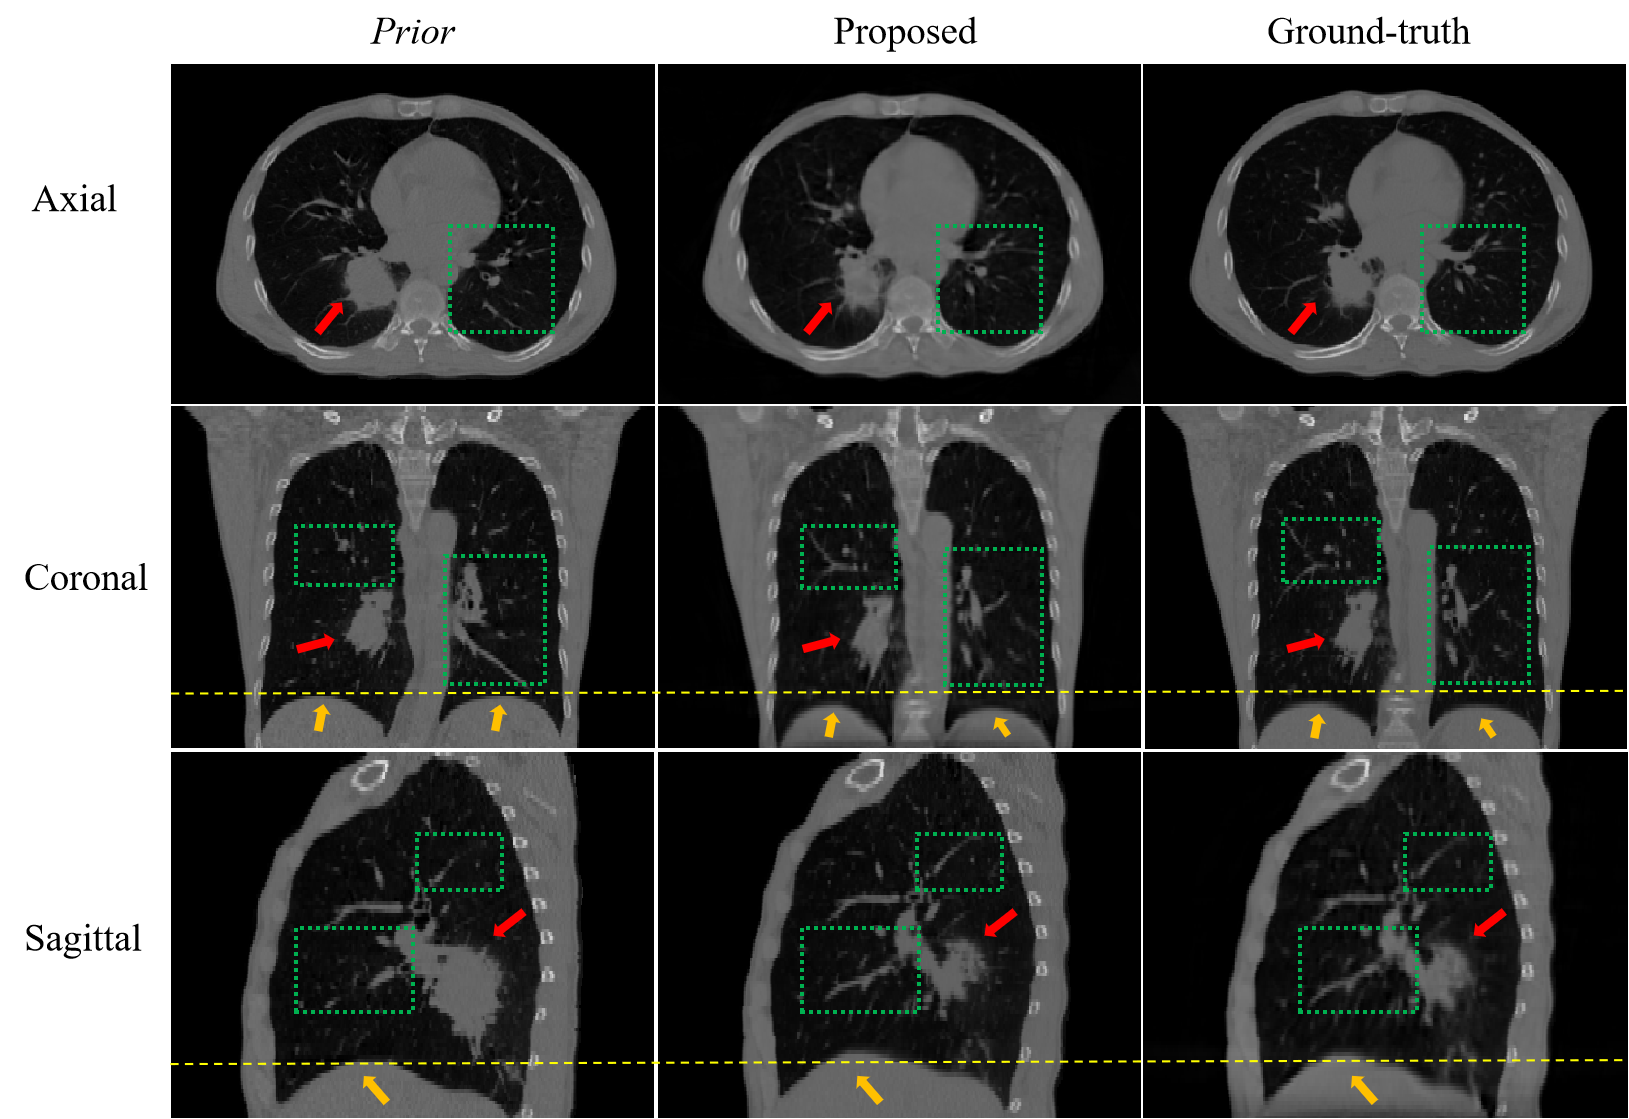 Prior Proposed Ground-truth
Axial
Coronal
Sagittal